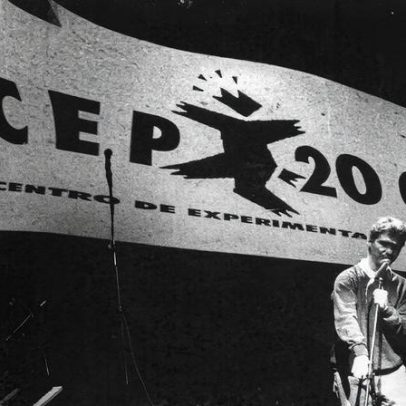 CEP 20
CENTRO DE EXPERIMENTA